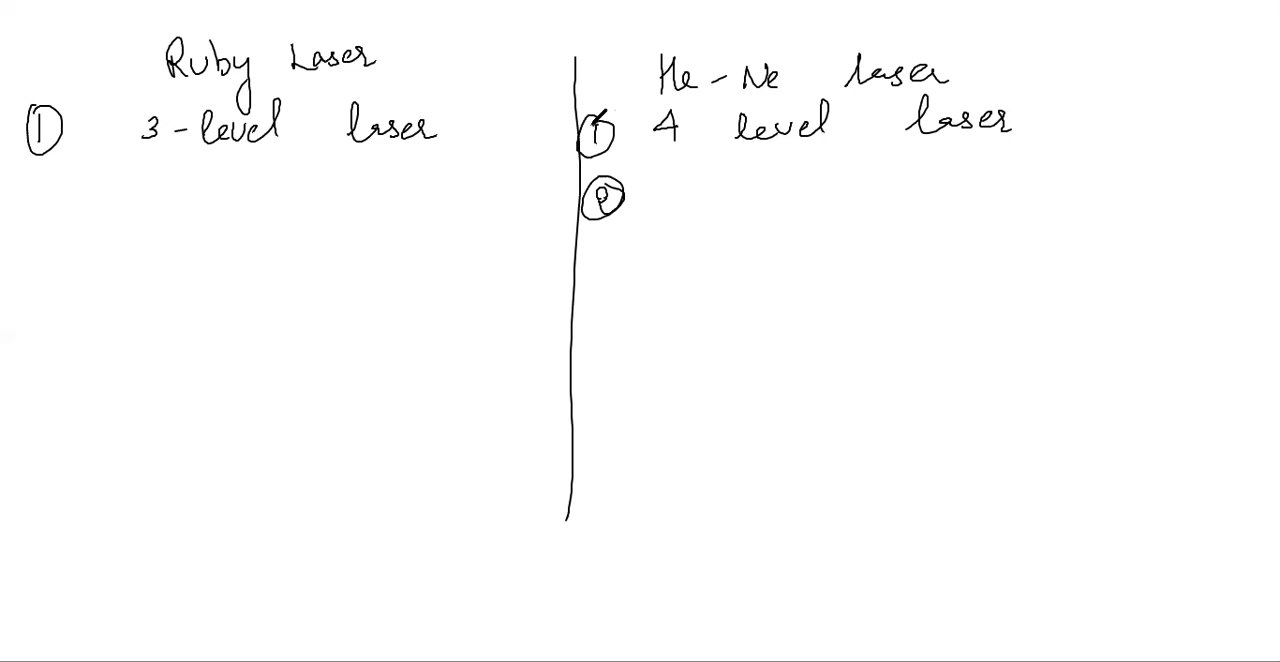 Ruby Laser
① 3-level laser
He-Ne laser
① 4 level laser
②